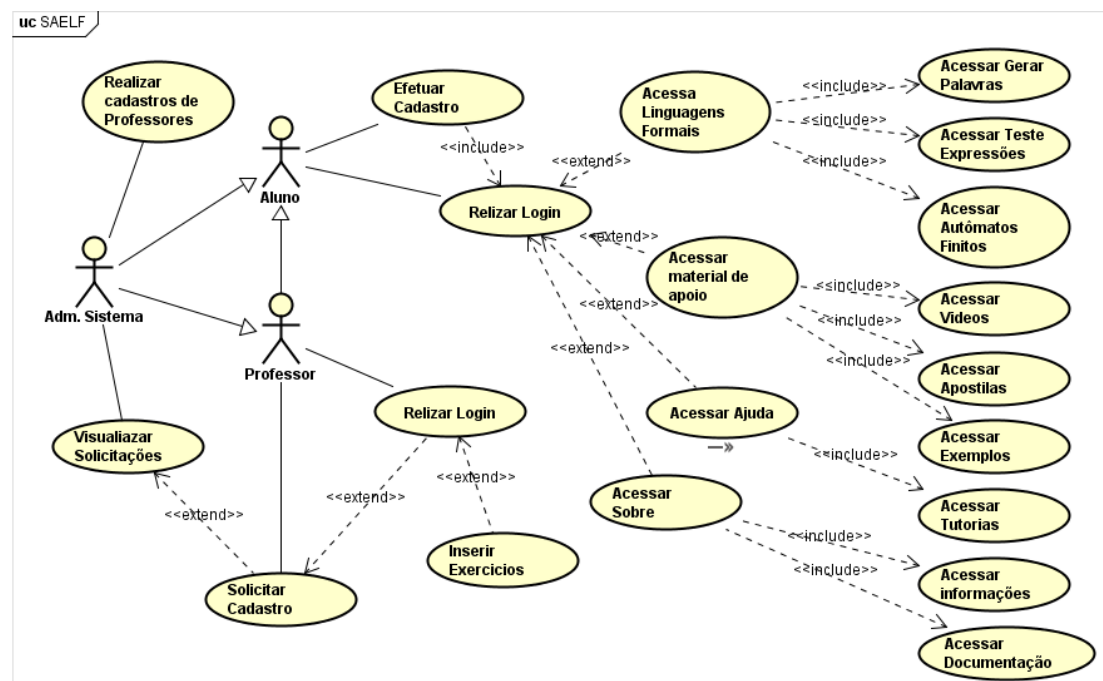 uc SAELF
Realizar
cadastros de
Professores
Efetuar
Cadastro
<<include>>
Aluno
Relizar Login
Acessa
Linguagens
Formais
<<extend>>
<<include>>
<<include>>
<<include>>
Acessar Gerar
Palavras
Acessar Teste
Expressões
Acessar
Autômatos
Finitos
Adm. Sistema
Professor
<<extend>>
Acessar
material de
apoio
<<extend>>
<<extend>>
<<include>>
<<include>>
<<include>>
Acessar
Videos
Acessar
Apostilas
Acessar
Exemplos
Visualiazar
Solicitações
Relizar Login
Acessar Ajuda
<<include>>
Acessar
Tutorias
<<extend>>
<<extend>>
<<extend>>
Acessar
Sobre
<<include>>
<<include>>
Inserir
Exercicios
Solicitar
Cadastro
Acessar
informações
Acessar
Documentação